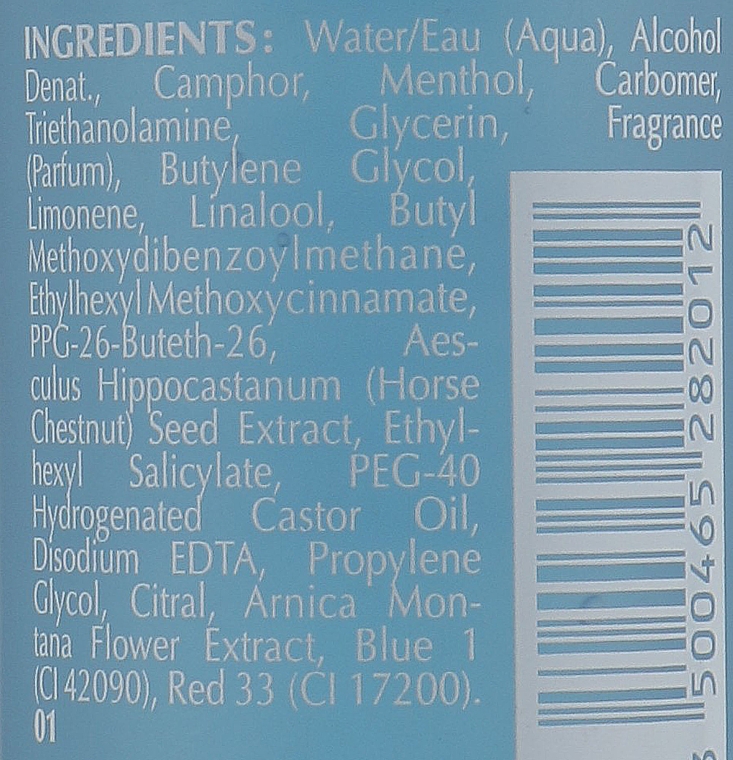 INGREDIENTS: Water/Eau (Aqua), Alcohol
Denat., Camphor, Menthol, Carbomer,
Triethanolamine, Glycerin, Fragrance
(Parfum), Butylene Glycol,
Limonene, Linalool, Butyl
Methoxydibenzoylmethane,
Ethylhexyl Methoxycinnamate,
PPG-26-Buteth-26, Aes-
culus Hippocastanum (Horse
Chestnut) Seed Extract, Ethyl-
hexyl Salicylate, PEG-40
Hydrogenated Castor Oil,
Disodium EDTA, Propylene
Glycol, Citral, Arnica Mon-
tana Flower Extract, Blue 1
(CI 42090), Red 33 (CI 17200).
01
3 500465 282012